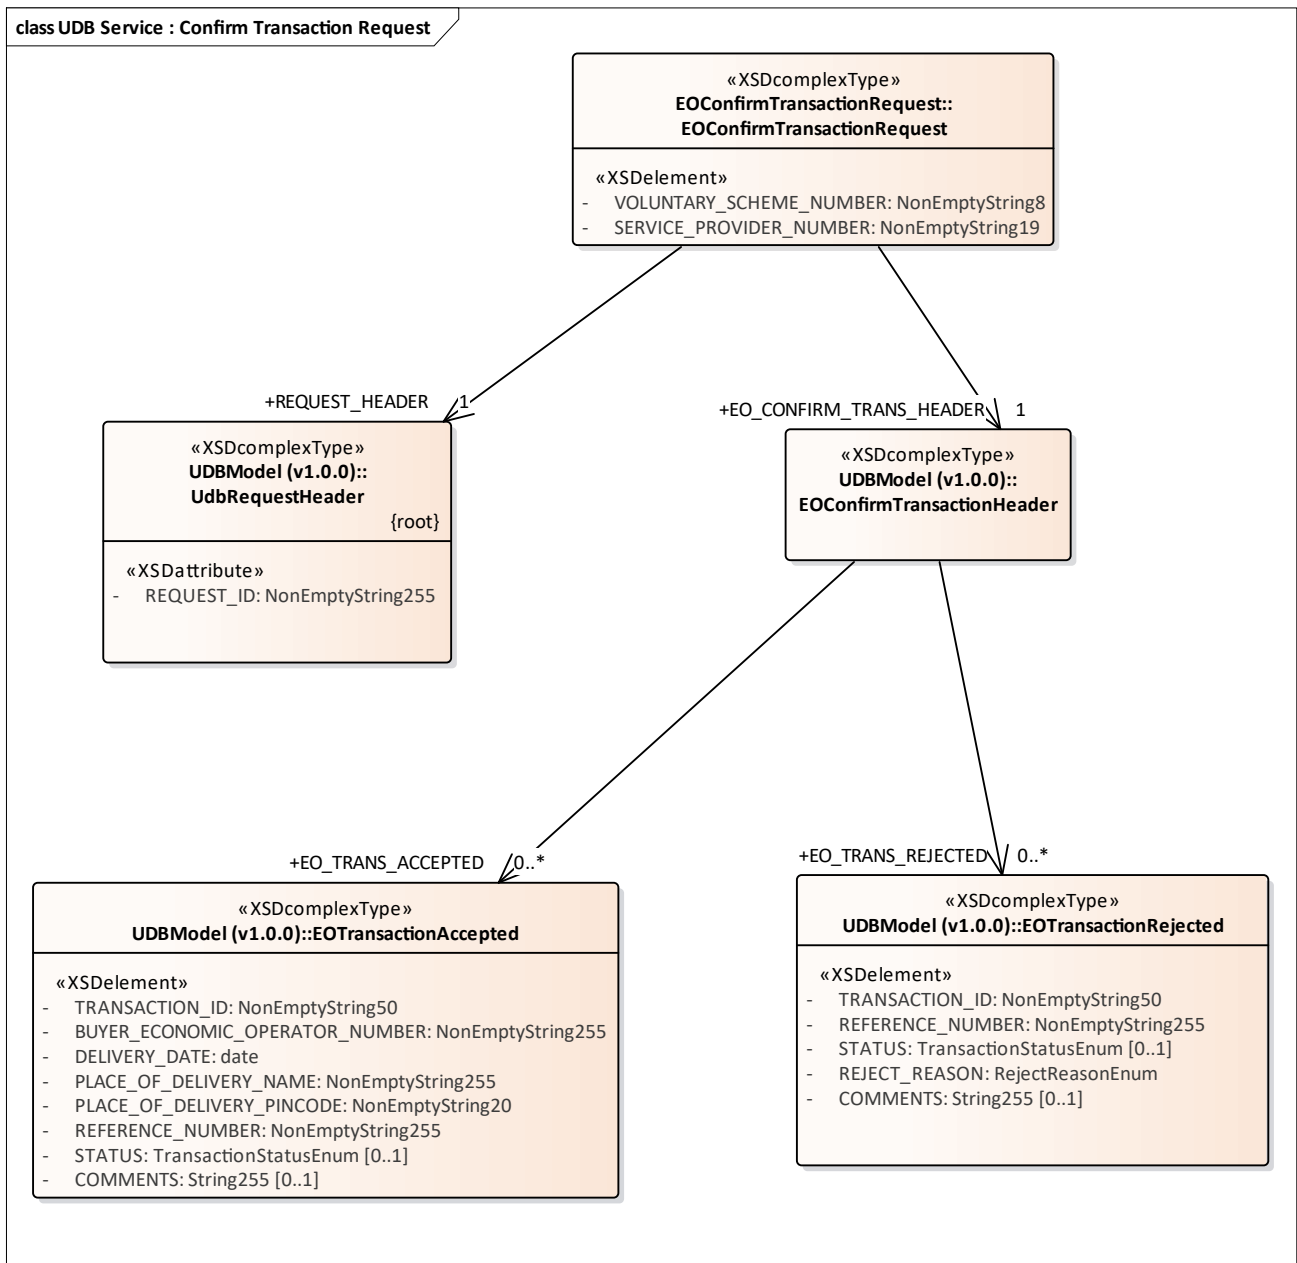 class UDB Service : Confirm Transaction Request
«XSDcomplexType»
EOConfirmTransactionRequest::
EOConfirmTransactionRequest
«XSDelement»
- VOLUNTARY_SCHEME_NUMBER: NonEmptyString8
- SERVICE_PROVIDER_NUMBER: NonEmptyString19
+REQUEST_HEADER 1
«XSDcomplexType»
UDBModel (v1.0.0)::
UdbRequestHeader
{root}
«XSDattribute»
- REQUEST_ID: NonEmptyString255
+EO_CONFIRM_TRANS_HEADER 1
«XSDcomplexType»
UDBModel (v1.0.0)::
EOConfirmTransactionHeader
+EO_TRANS_ACCEPTED 0..*
«XSDcomplexType»
UDBModel (v1.0.0)::EOTransactionAccepted
«XSDelement»
- TRANSACTION_ID: NonEmptyString50
- BUYER_ECONOMIC_OPERATOR_NUMBER: NonEmptyString255
- DELIVERY_DATE: date
- PLACE_OF_DELIVERY_NAME: NonEmptyString255
- PLACE_OF_DELIVERY_PINCODE: NonEmptyString20
- REFERENCE_NUMBER: NonEmptyString255
- STATUS: TransactionStatusEnum [0..1]
- COMMENTS: String255 [0..1]
+EO_TRANS_REJECTED 0..*
«XSDcomplexType»
UDBModel (v1.0.0)::EOTransactionRejected
«XSDelement»
- TRANSACTION_ID: NonEmptyString50
- REFERENCE_NUMBER: NonEmptyString255
- STATUS: TransactionStatusEnum [0..1]
- REJECT_REASON: RejectReasonEnum
- COMMENTS: String255 [0..1]